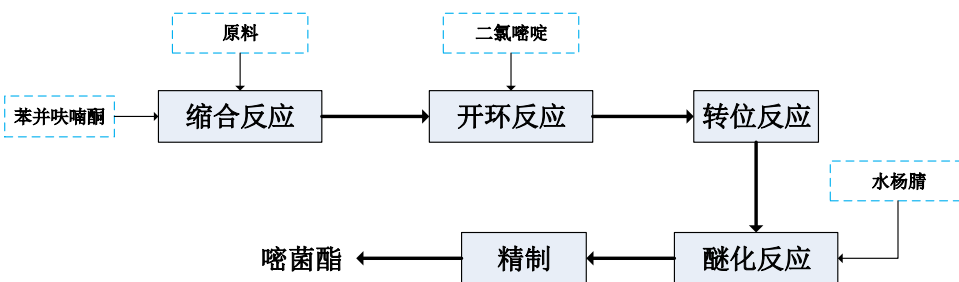 原料
二氯嘧啶
苯并呋喃酮
缩合反应
开环反应
转位反应
水杨腈
嘧菌酯
精制
醚化反应